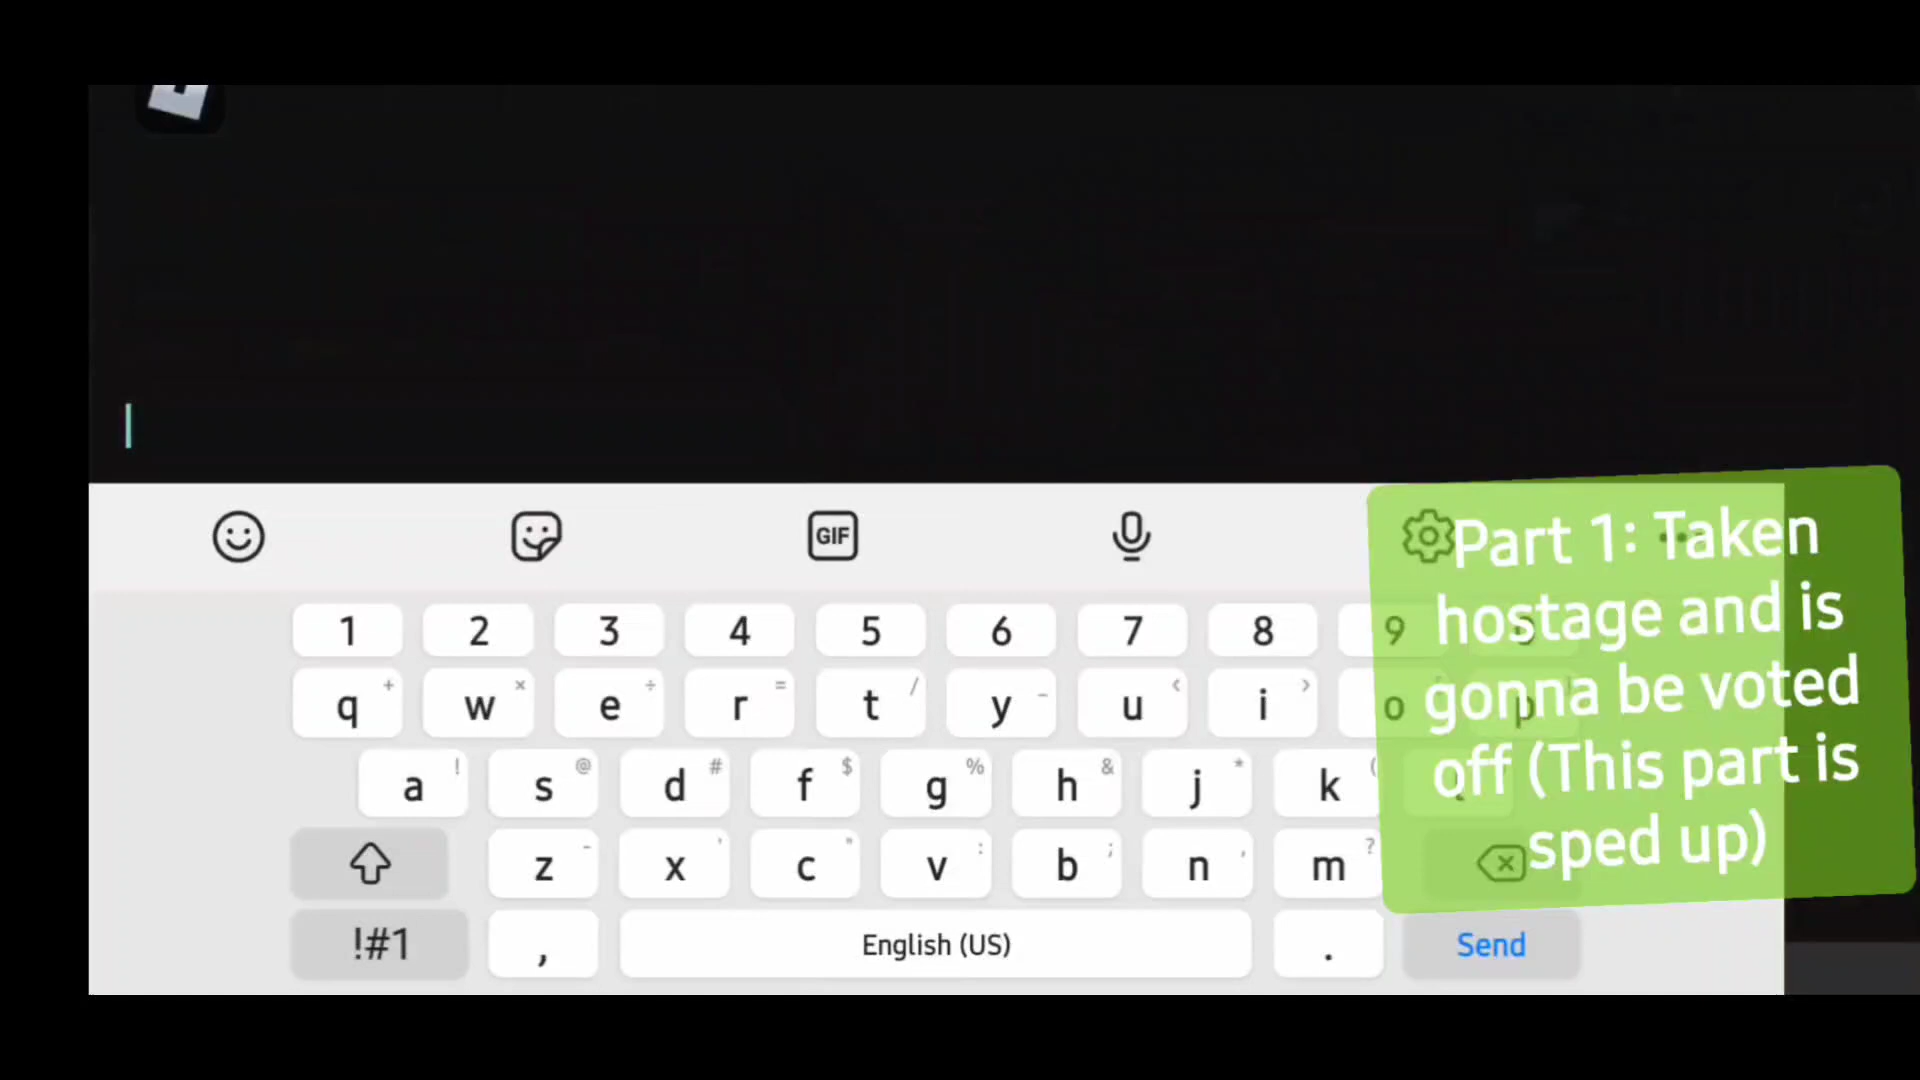 GIF
Part 1: Taken
hostage and is
gonna be voted
off (This part is
sped up)
1 2 3 4 5 6 7 8 9
q + w × e ÷ r = t / y _ u < i > o p
a ! s @ d # f $ g % h & j * k (
z - x ' c " v : b ; n , m ?
!#1 , English (US) . Send